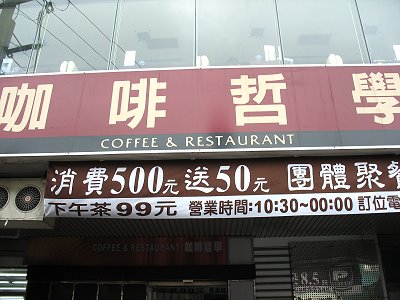 咖啡哲學
COFFEE & RESTAURANT
消費500元送50元 團體聚餐
下午茶99元 營業時間:10:30~00:00 訂位電
COFFEE & RESTAURANT 咖啡哲學